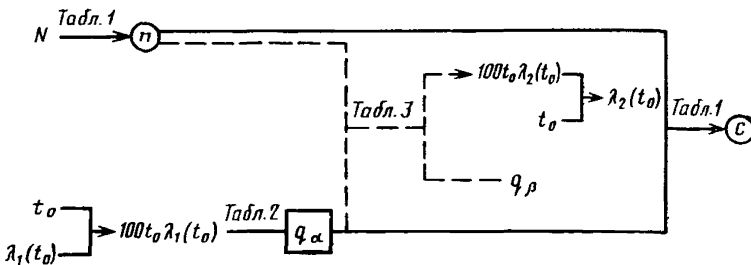 N Табл. 1 n
100t₀λ₂(t₀) λ₂(t₀) Табл. 1 C
Табл. 3 t₀
q_β
t₀
100t₀λ₁(t₀) Табл. 2 q_α
λ₁(t₀)